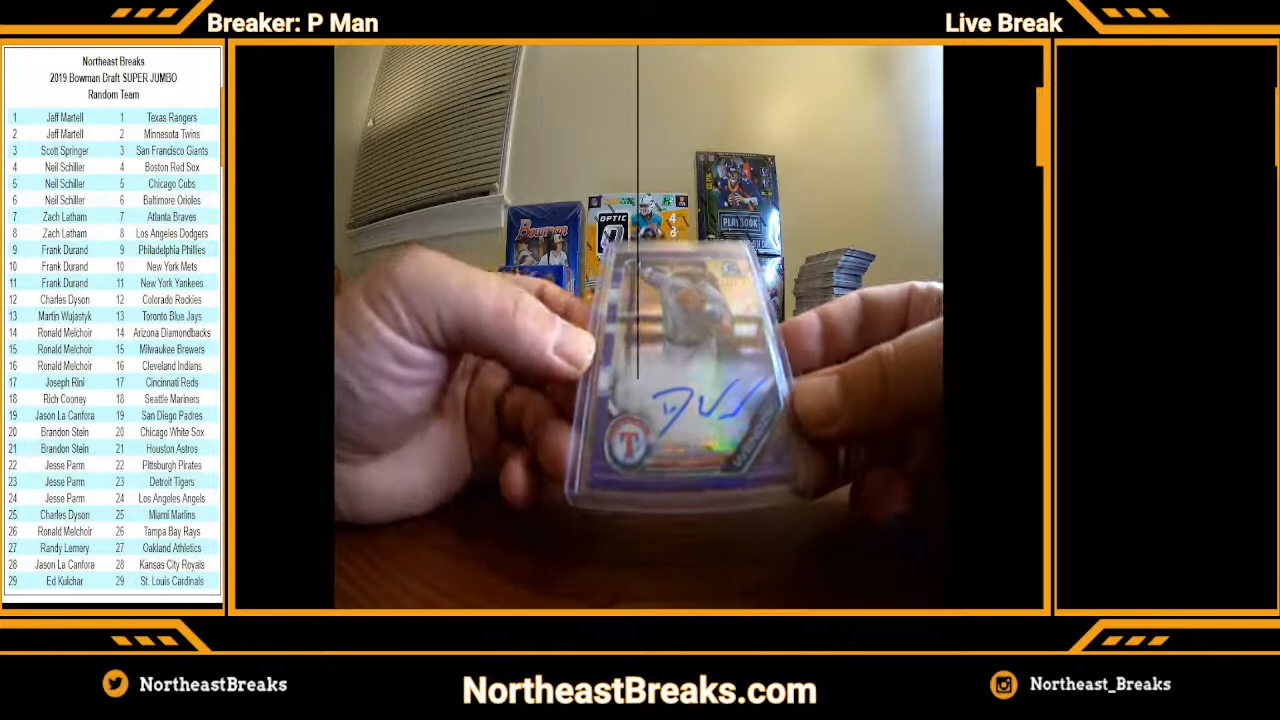 Breaker: P Man
Live Break
Northeast Breaks
2019 Bowman Draft SUPER JUMBO
Random Team
1 Jeff Martell 1 Texas Rangers
2 Jeff Martell 2 Minnesota Twins
3 Scott Springer 3 San Francisco Giants
4 Neil Schiller 4 Boston Red Sox
5 Neil Schiller 5 Chicago Cubs
6 Neil Schiller 6 Baltimore Orioles
7 Zach Latham 7 Atlanta Braves
8 Zach Latham 8 Los Angeles Dodgers
9 Frank Durand 9 Philadelphia Phillies
10 Frank Durand 10 New York Mets
11 Frank Durand 11 New York Yankees
12 Charles Dyson 12 Colorado Rockies
13 Martin Wujastyk 13 Toronto Blue Jays
14 Ronald Melchoir 14 Arizona Diamondbacks
15 Ronald Melchoir 15 Milwaukee Brewers
16 Ronald Melchoir 16 Cleveland Indians
17 Joseph Rini 17 Cincinnati Reds
18 Rich Cooney 18 Seattle Mariners
19 Jason La Canfora 19 San Diego Padres
20 Brandon Stein 20 Chicago White Sox
21 Brandon Stein 21 Houston Astros
22 Jesse Parm 22 Pittsburgh Pirates
23 Jesse Parm 23 Detroit Tigers
24 Jesse Parm 24 Los Angeles Angels
25 Charles Dyson 25 Miami Marlins
26 Ronald Melchoir 26 Tampa Bay Rays
27 Randy Lemery 27 Oakland Athletics
28 Jason La Canfora 28 Kansas City Royals
29 Ed Kulchar 29 St. Louis Cardinals
Bowman
OPTIC
PLAYBOOK
T
NortheastBreaks
NortheastBreaks.com
Northeast_Breaks